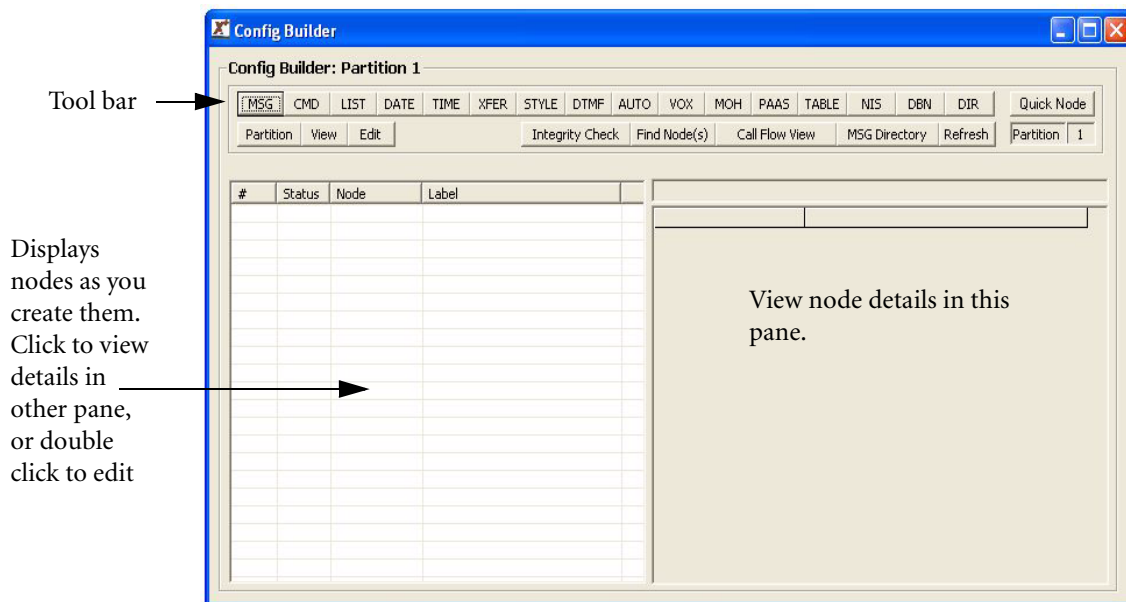 Config Builder
Config Builder: Partition 1
Tool bar
MSG CMD LIST DATE TIME XFER STYLE DTMF AUTO VOX MOH PAAS TABLE NIS DBN DIR Quick Node
Partition View Edit Integrity Check Find Node(s) Call Flow View MSG Directory Refresh Partition 1
# Status Node Label
Displays
nodes as you
create them.
Click to view
details in
other pane,
or double
click to edit
View node details in this
pane.